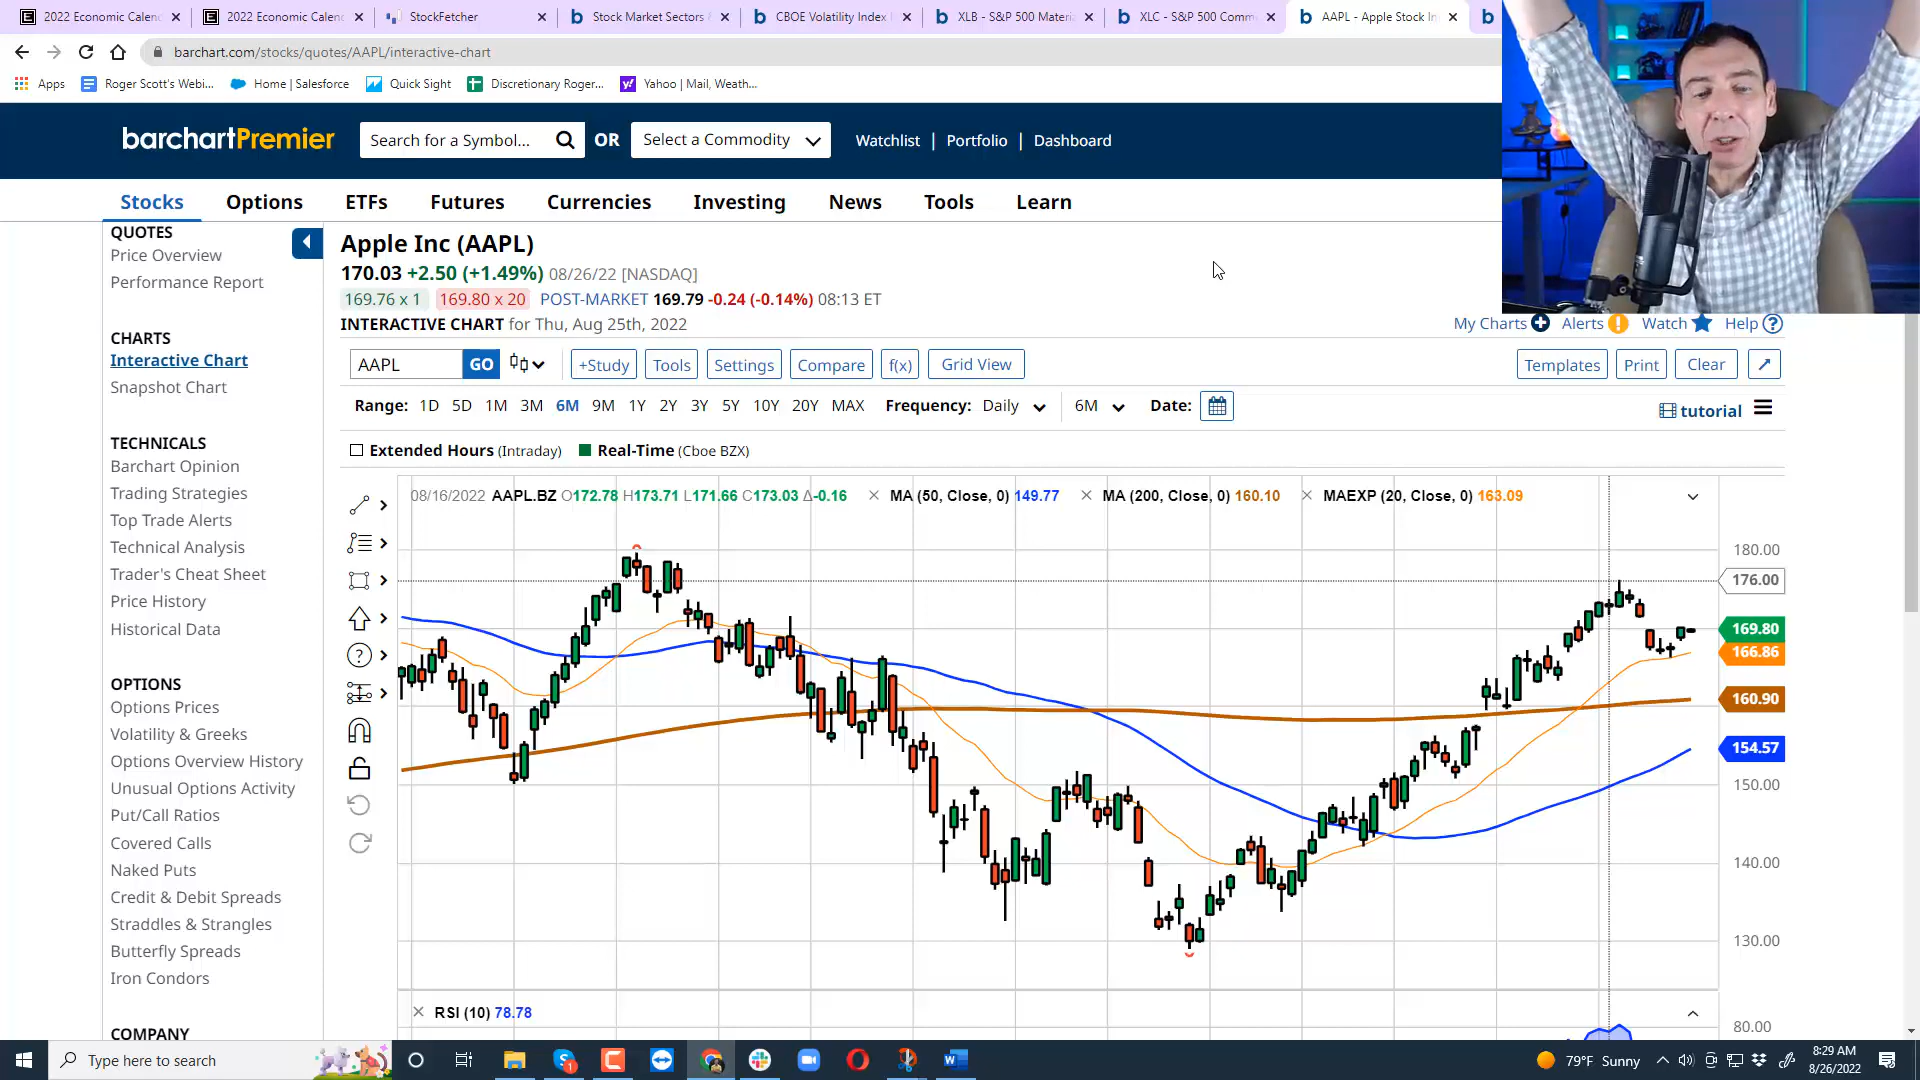 2022 Economic Calen
2022 Economic Calen
StockFetcher
Stock Market Sectors
CBOE Volatility Index
XLB - S&P 500 Materi
XLC - S&P 500 Comm
AAPL - Apple Stock In
barchart.com/stocks/quotes/AAPL/interactive-chart
Apps
Roger Scott's Webi...
Home | Salesforce
Quick Sight
Discretionary Roger...
Yahoo | Mail, Weath...
barchartPremier
Search for a Symbol...
OR
Select a Commodity
Watchlist | Portfolio | Dashboard
Stocks Options ETFs Futures Currencies Investing News Tools Learn
QUOTES
Price Overview
Performance Report
CHARTS
Interactive Chart
Snapshot Chart
TECHNICALS
Barchart Opinion
Trading Strategies
Top Trade Alerts
Technical Analysis
Trader's Cheat Sheet
Price History
Historical Data
OPTIONS
Options Prices
Volatility & Greeks
Options Overview History
Unusual Options Activity
Put/Call Ratios
Covered Calls
Naked Puts
Credit & Debit Spreads
Straddles & Strangles
Butterfly Spreads
Iron Condors
COMPANY
Apple Inc (AAPL)
170.03 +2.50 (+1.49%) 08/26/22 [NASDAQ]
169.76 x 1 169.80 x 20 POST-MARKET 169.79 -0.24 (-0.14%) 08:13 ET
INTERACTIVE CHART for Thu, Aug 25th, 2022
My Charts Alerts Watch Help
AAPL GO +Study Tools Settings Compare f(x) Grid View Templates Print Clear
Range: 1D 5D 1M 3M 6M 9M 1Y 2Y 3Y 5Y 10Y 20Y MAX Frequency: Daily 6M Date: tutorial
Extended Hours (Intraday) Real-Time (Cboe BZX)
08/16/2022 AAPL.BZ O172.78 H173.71 L171.66 C173.03 Δ-0.16 MA (50, Close, 0) 149.77 MA (200, Close, 0) 160.10 MAEXP (20, Close, 0) 163.09
180.00
176.00
169.80
166.86
160.90
154.57
150.00
140.00
130.00
RSI (10) 78.78
80.00
Type here to search
79°F Sunny
8:29 AM
8/26/2022